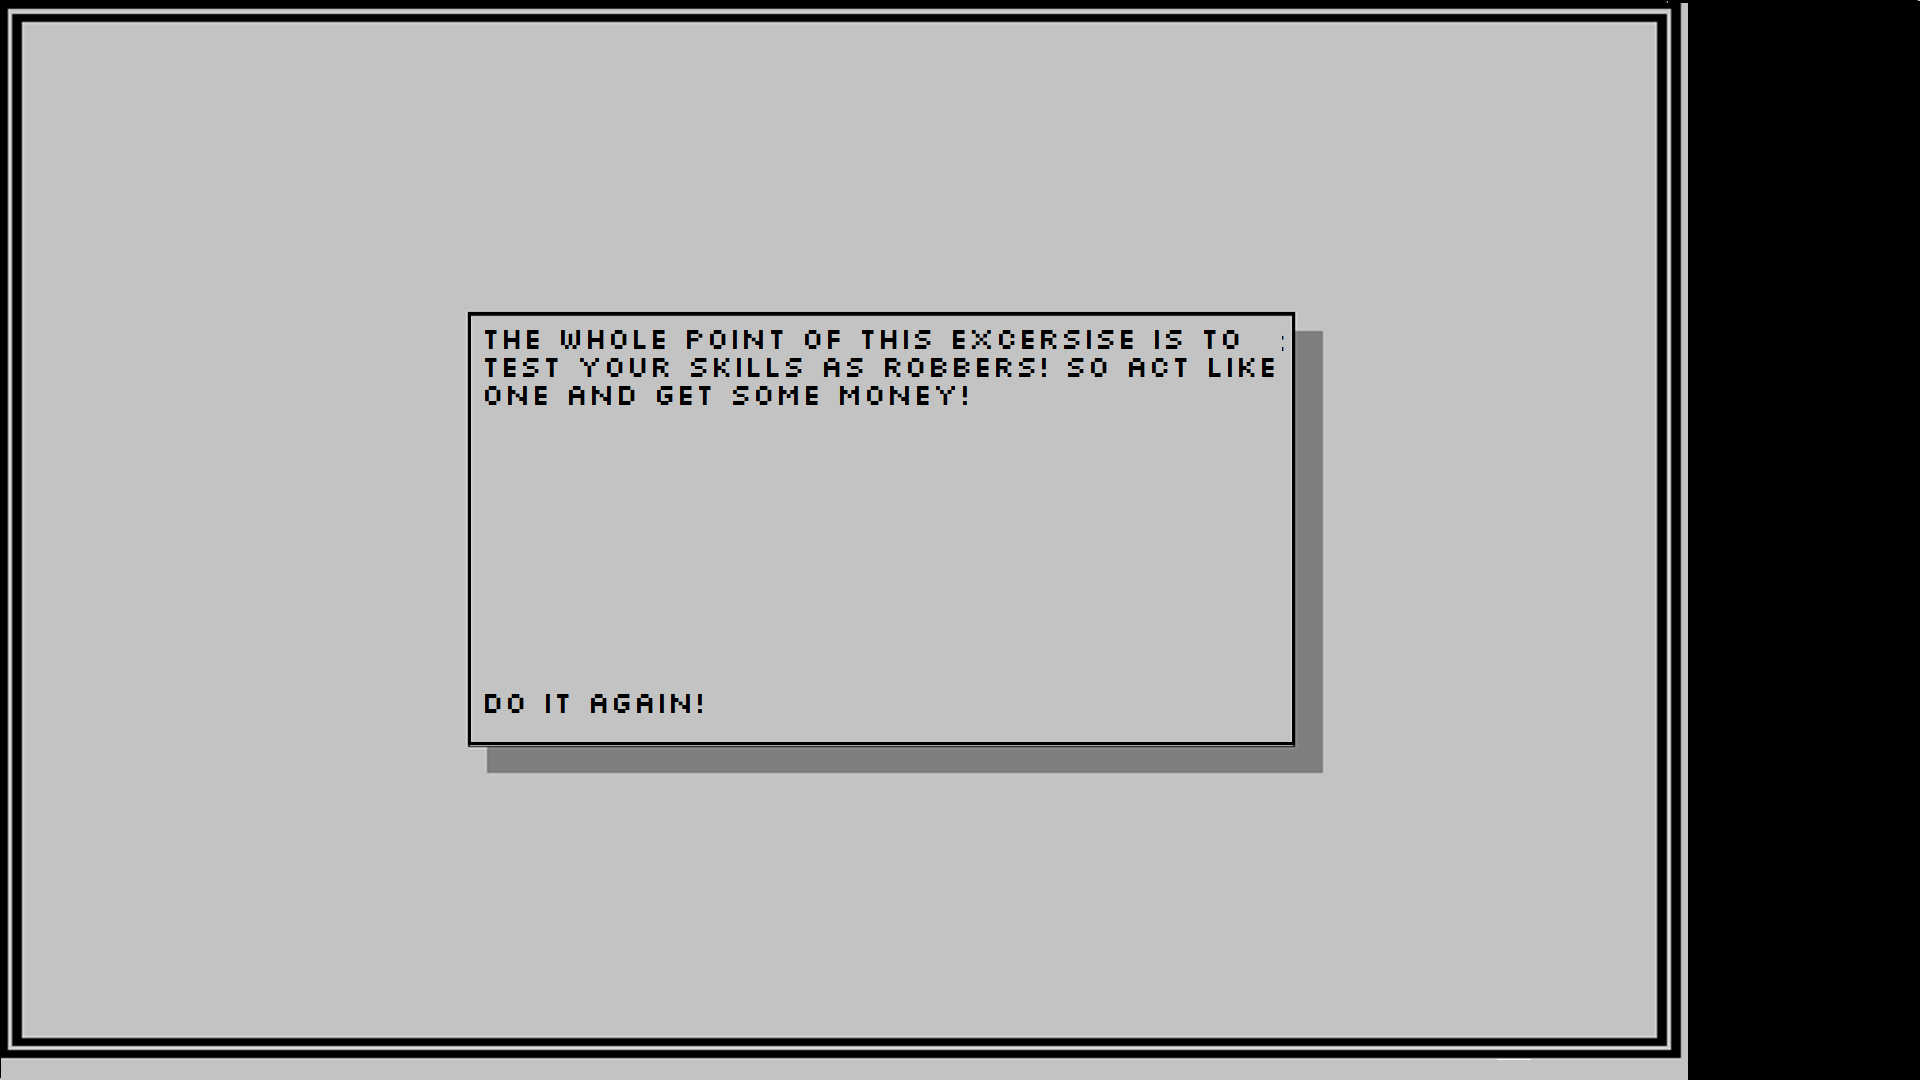 THE WHOLE POINT OF THIS EXCERSISE IS TO
TEST YOUR SKILLS AS ROBBERS! SO ACT LIKE
ONE AND GET SOME MONEY!
DO IT AGAIN!